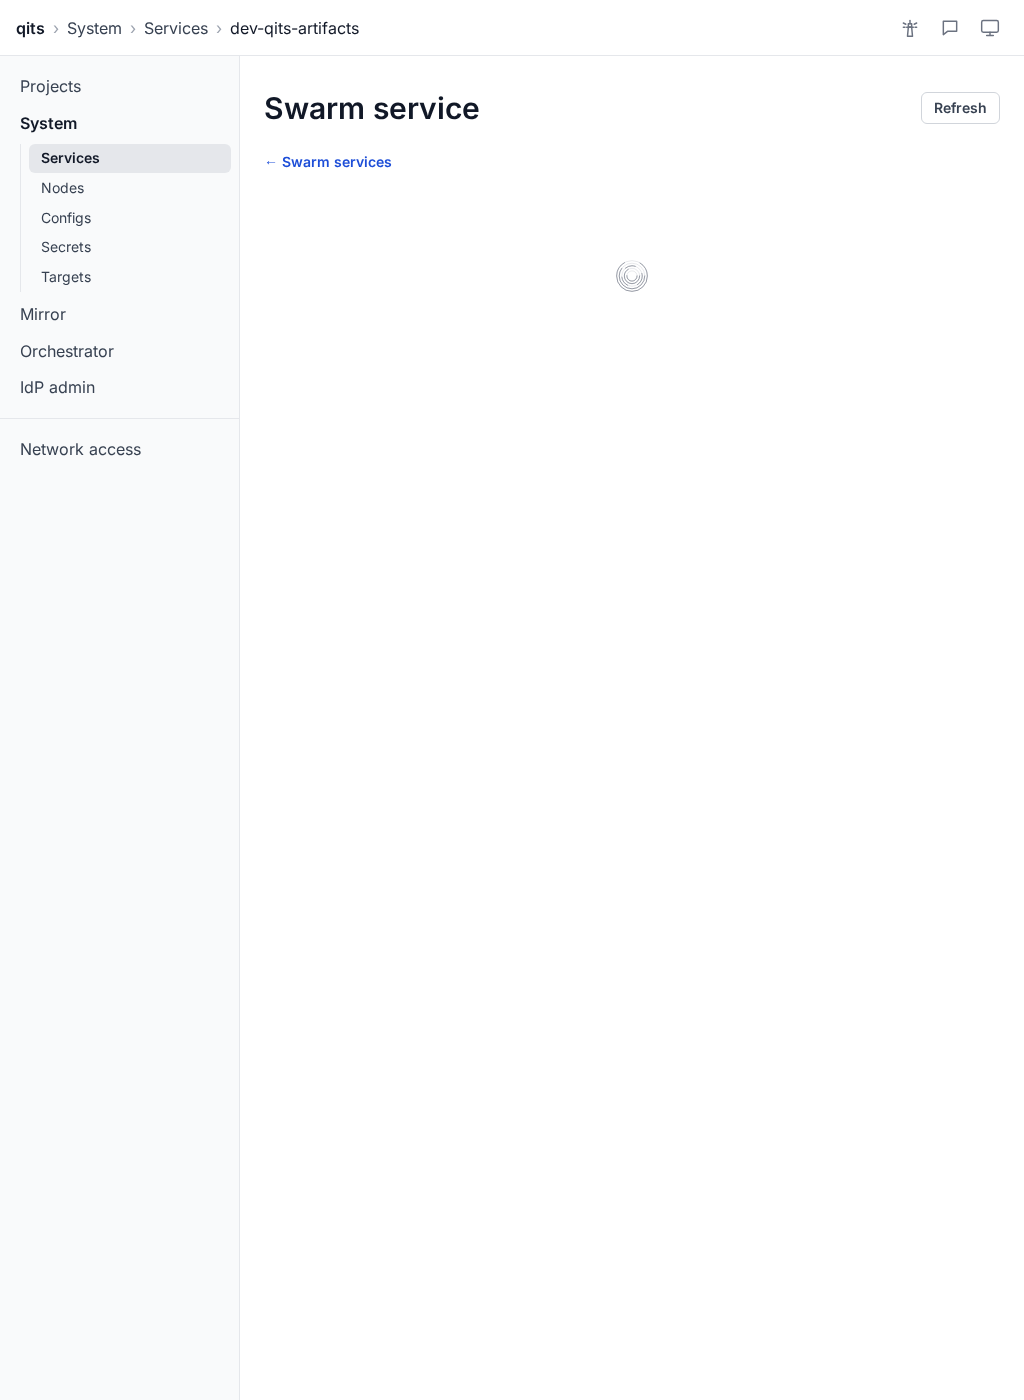 qits › System › Services › dev-qits-artifacts
Projects
System
Services
Nodes
Configs
Secrets
Targets
Mirror
Orchestrator
IdP admin
Network access
Swarm service
Refresh
← Swarm services